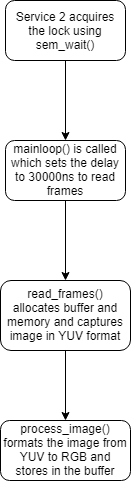 Service 2 acquires
the lock using
sem_wait()
mainloop() is called
which sets the delay
to 30000ns to read
frames
read_frames()
allocates buffer and
memory and captures
image in YUV format
process_image()
formats the image from
YUV to RGB and
stores in the buffer